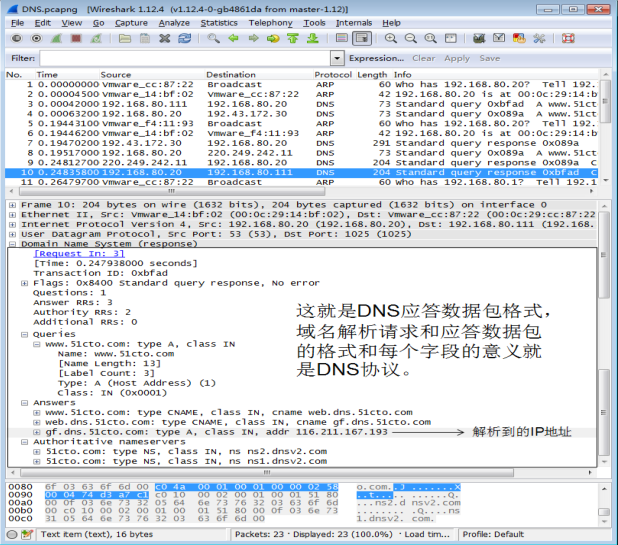 DNS.pcapng [Wireshark 1.12.4 (v1.12.4-0-gb4861da from master-1.12)]
File Edit View Go Capture Analyze Statistics Telephony Tools Internals Help
Filter: Expression... Clear Apply Save
No. Time Source Destination Protocol Length Info
1 0.00000000 Vmware_cc:87:22 Broadcast ARP 60 who has 192.168.80.20? Tell 192.
2 0.00004500 Vmware_14:bf:02 Vmware_cc:87:22 ARP 42 192.168.80.20 is at 00:0c:29:14:b
3 0.00042000 192.168.80.111 192.168.80.20 DNS 73 Standard query 0xbfad A www.51ct
4 0.00063200 192.168.80.20 192.43.172.30 DNS 73 Standard query 0x089a A www.51ct
5 0.19443100 Vmware_f4:11:93 Broadcast ARP 60 who has 192.168.80.20? Tell 192.
6 0.19446200 Vmware_14:bf:02 Vmware_f4:11:93 ARP 42 192.168.80.20 is at 00:0c:29:14:b
7 0.19470200 192.43.172.30 192.168.80.20 DNS 291 Standard query response 0x089a
8 0.19517000 192.168.80.20 220.249.242.11 DNS 73 Standard query 0x089a A www.51ct
9 0.24812700 220.249.242.11 192.168.80.20 DNS 204 Standard query response 0x089a C
10 0.24835800 192.168.80.20 192.168.80.111 DNS 204 Standard query response 0xbfad C
11 0.26479700 Vmware_cc:87:22 Broadcast ARP 60 who has 192.168.80.1? Tell 192.1
Frame 10: 204 bytes on wire (1632 bits), 204 bytes captured (1632 bits) on interface 0
Ethernet II, Src: Vmware_14:bf:02 (00:0c:29:14:bf:02), Dst: Vmware_cc:87:22 (00:0c:29:cc:87:22
Internet Protocol Version 4, Src: 192.168.80.20 (192.168.80.20), Dst: 192.168.80.111 (192.168.
User Datagram Protocol, Src Port: 53 (53), Dst Port: 1025 (1025)
Domain Name System (response)
[Request In: 3]
[Time: 0.247938000 seconds]
Transaction ID: 0xbfad
Flags: 0x8400 Standard query response, No error
Questions: 1
Answer RRs: 3
Authority RRs: 2
Additional RRs: 0
Queries
www.51cto.com: type A, class IN
Name: www.51cto.com
[Name Length: 13]
[Label Count: 3]
Type: A (Host Address) (1)
Class: IN (0x0001)
这就是DNS应答数据包格式，
域名解析请求和应答数据包
的格式和每个字段的意义就
是DNS协议。
Answers
www.51cto.com: type CNAME, class IN, cname web.dns.51cto.com
web.dns.51cto.com: type CNAME, class IN, cname gf.dns.51cto.com
gf.dns.51cto.com: type A, class IN, addr 116.211.167.193 解析到的IP地址
Authoritative nameservers
51cto.com: type NS, class IN, ns ns2.dnsv2.com
51cto.com: type NS, class IN, ns ns1.dnsv2.com
0080 6f 03 63 6f 6d 00 c0 4a 00 01 00 01 00 00 02 58 o.com..J .......X
0090 00 04 74 d3 a7 c1 c0 10 00 02 00 01 00 01 51 80 ..t..... ......Q.
00a0 00 0f 03 6e 73 32 05 64 6e 73 76 32 03 63 6f 6d ...ns2.d nsv2.com
00b0 00 c0 10 00 02 00 01 00 01 51 80 00 0f 03 6e 73 ........ .Q....ns
00c0 31 05 64 6e 73 76 32 03 63 6f 6d 00 1.dnsv2. com.
Text item (text), 16 bytes Packets: 23 · Displayed: 23 (100.0%) · Load tim... Profile: Default